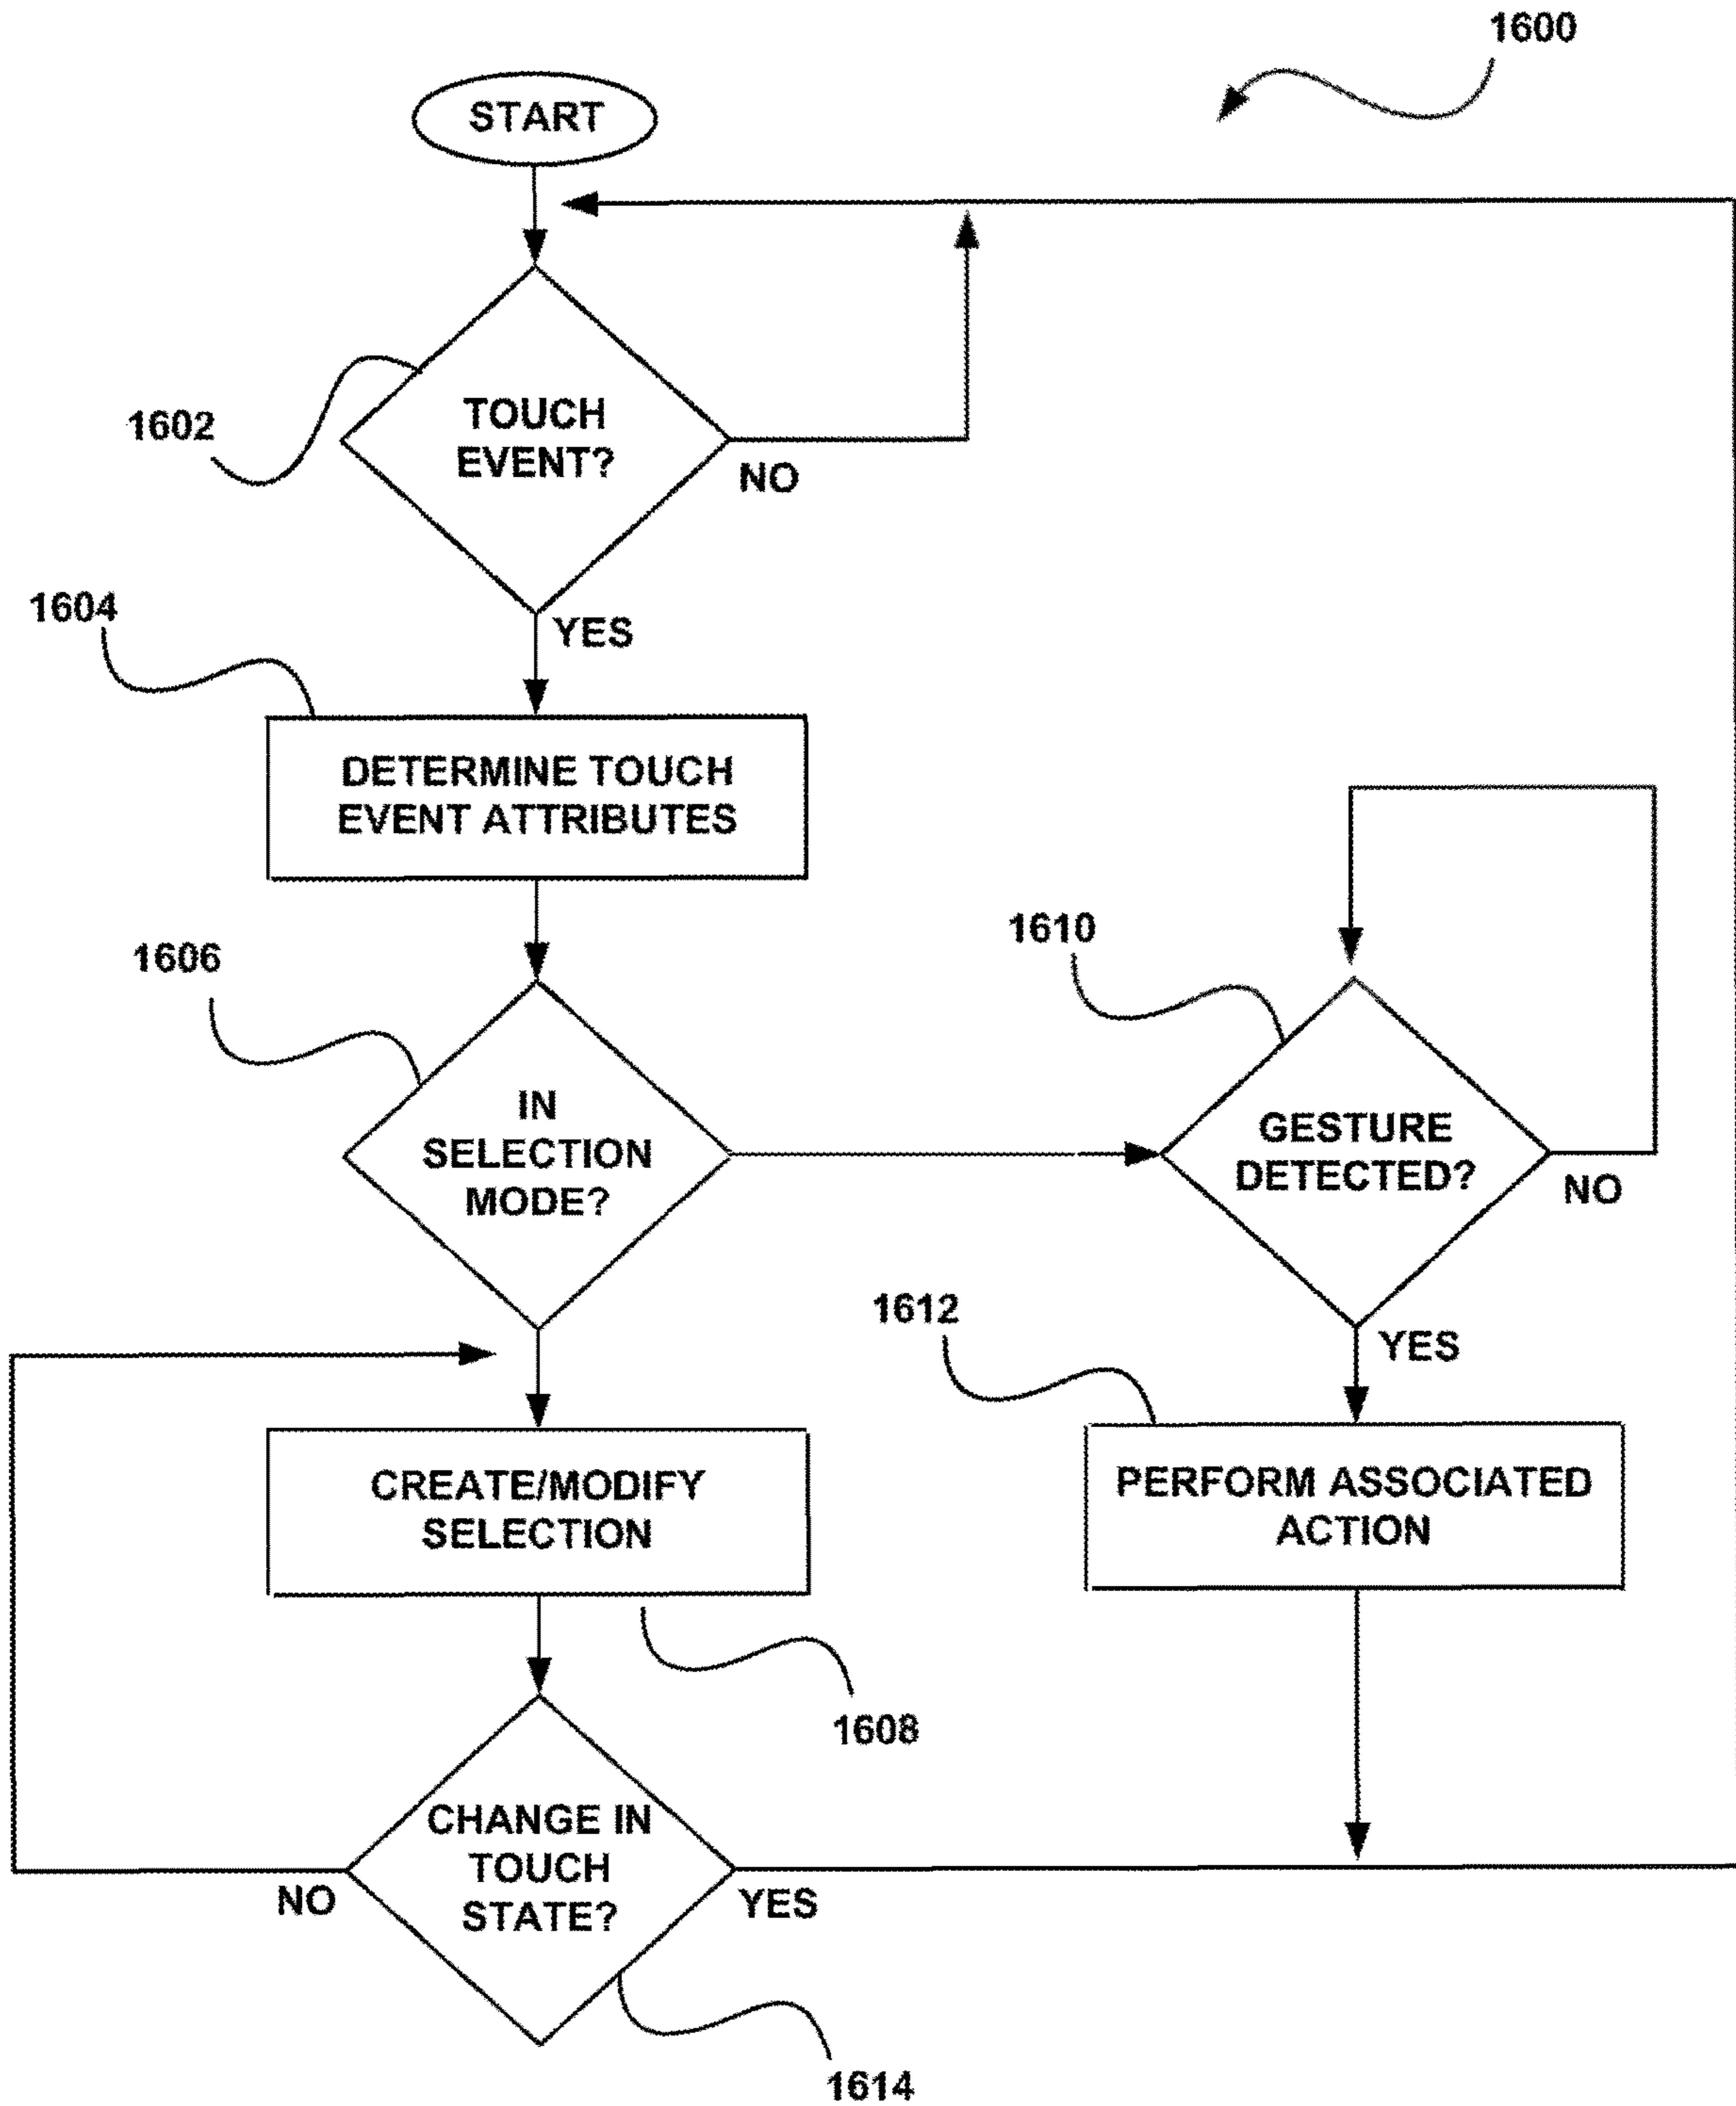 1600
START
1602
TOUCH
EVENT?
NO
YES
1604
DETERMINE TOUCH
EVENT ATTRIBUTES
1606
IN
SELECTION
MODE?
1610
GESTURE
DETECTED?
NO
YES
1612
PERFORM ASSOCIATED
ACTION
CREATE/MODIFY
SELECTION
1608
CHANGE IN
TOUCH
STATE?
NO
YES
1614